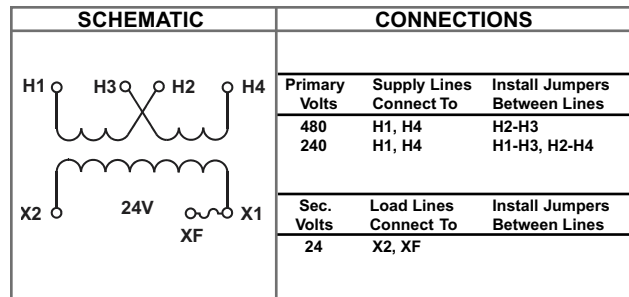 SCHEMATIC
CONNECTIONS
H1 H3 H2 H4
X2 24V X1
XF
Primary Supply Lines Install Jumpers
Volts Connect To Between Lines
480 H1, H4 H2-H3
240 H1, H4 H1-H3, H2-H4
Sec. Load Lines Install Jumpers
Volts Connect To Between Lines
24 X2, XF